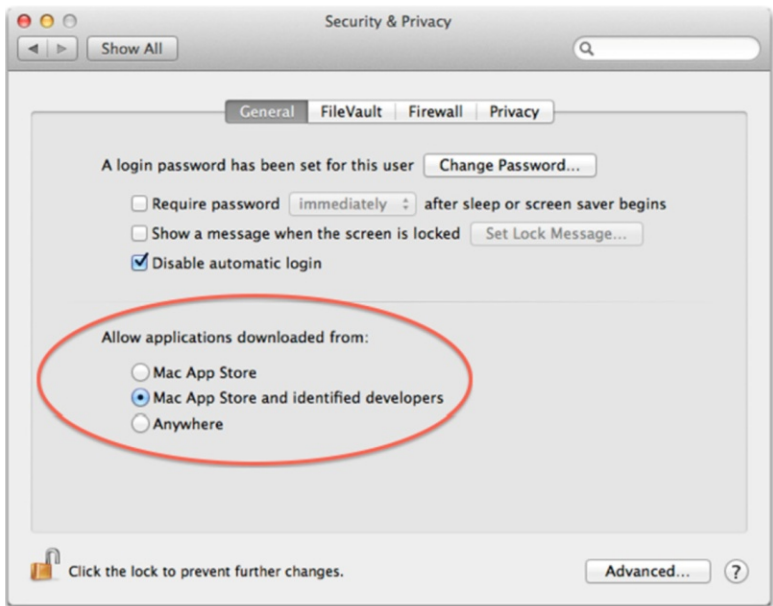 Security & Privacy
Show All
General FileVault Firewall Privacy
A login password has been set for this user Change Password...
Require password immediately after sleep or screen saver begins
Show a message when the screen is locked Set Lock Message...
Disable automatic login
Allow applications downloaded from:
Mac App Store
Mac App Store and identified developers
Anywhere
Click the lock to prevent further changes. Advanced... ?